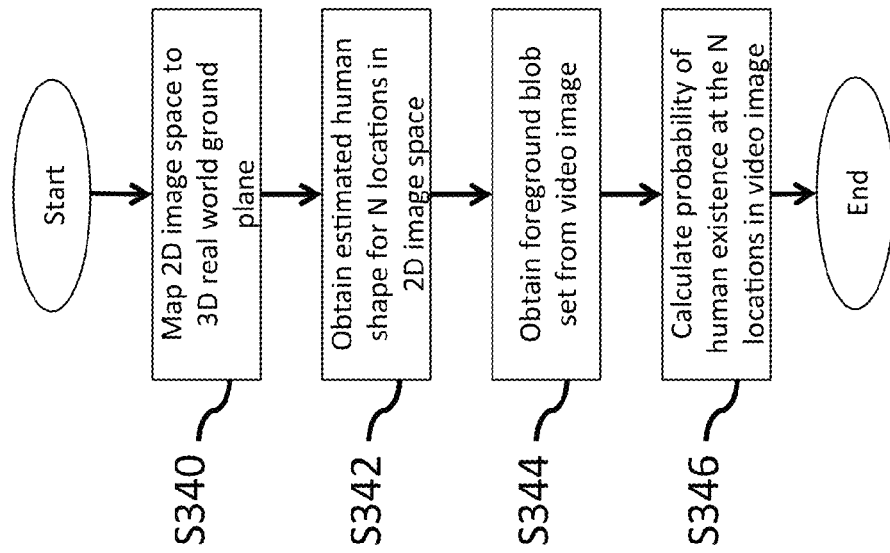 Start
S340
Map 2D image space to
3D real world ground
plane
S342
Obtain estimated human
shape for N locations in
2D image space
S344
Obtain foreground blob
set from video image
S346
Calculate probability of
human existence at the N
locations in video image
End